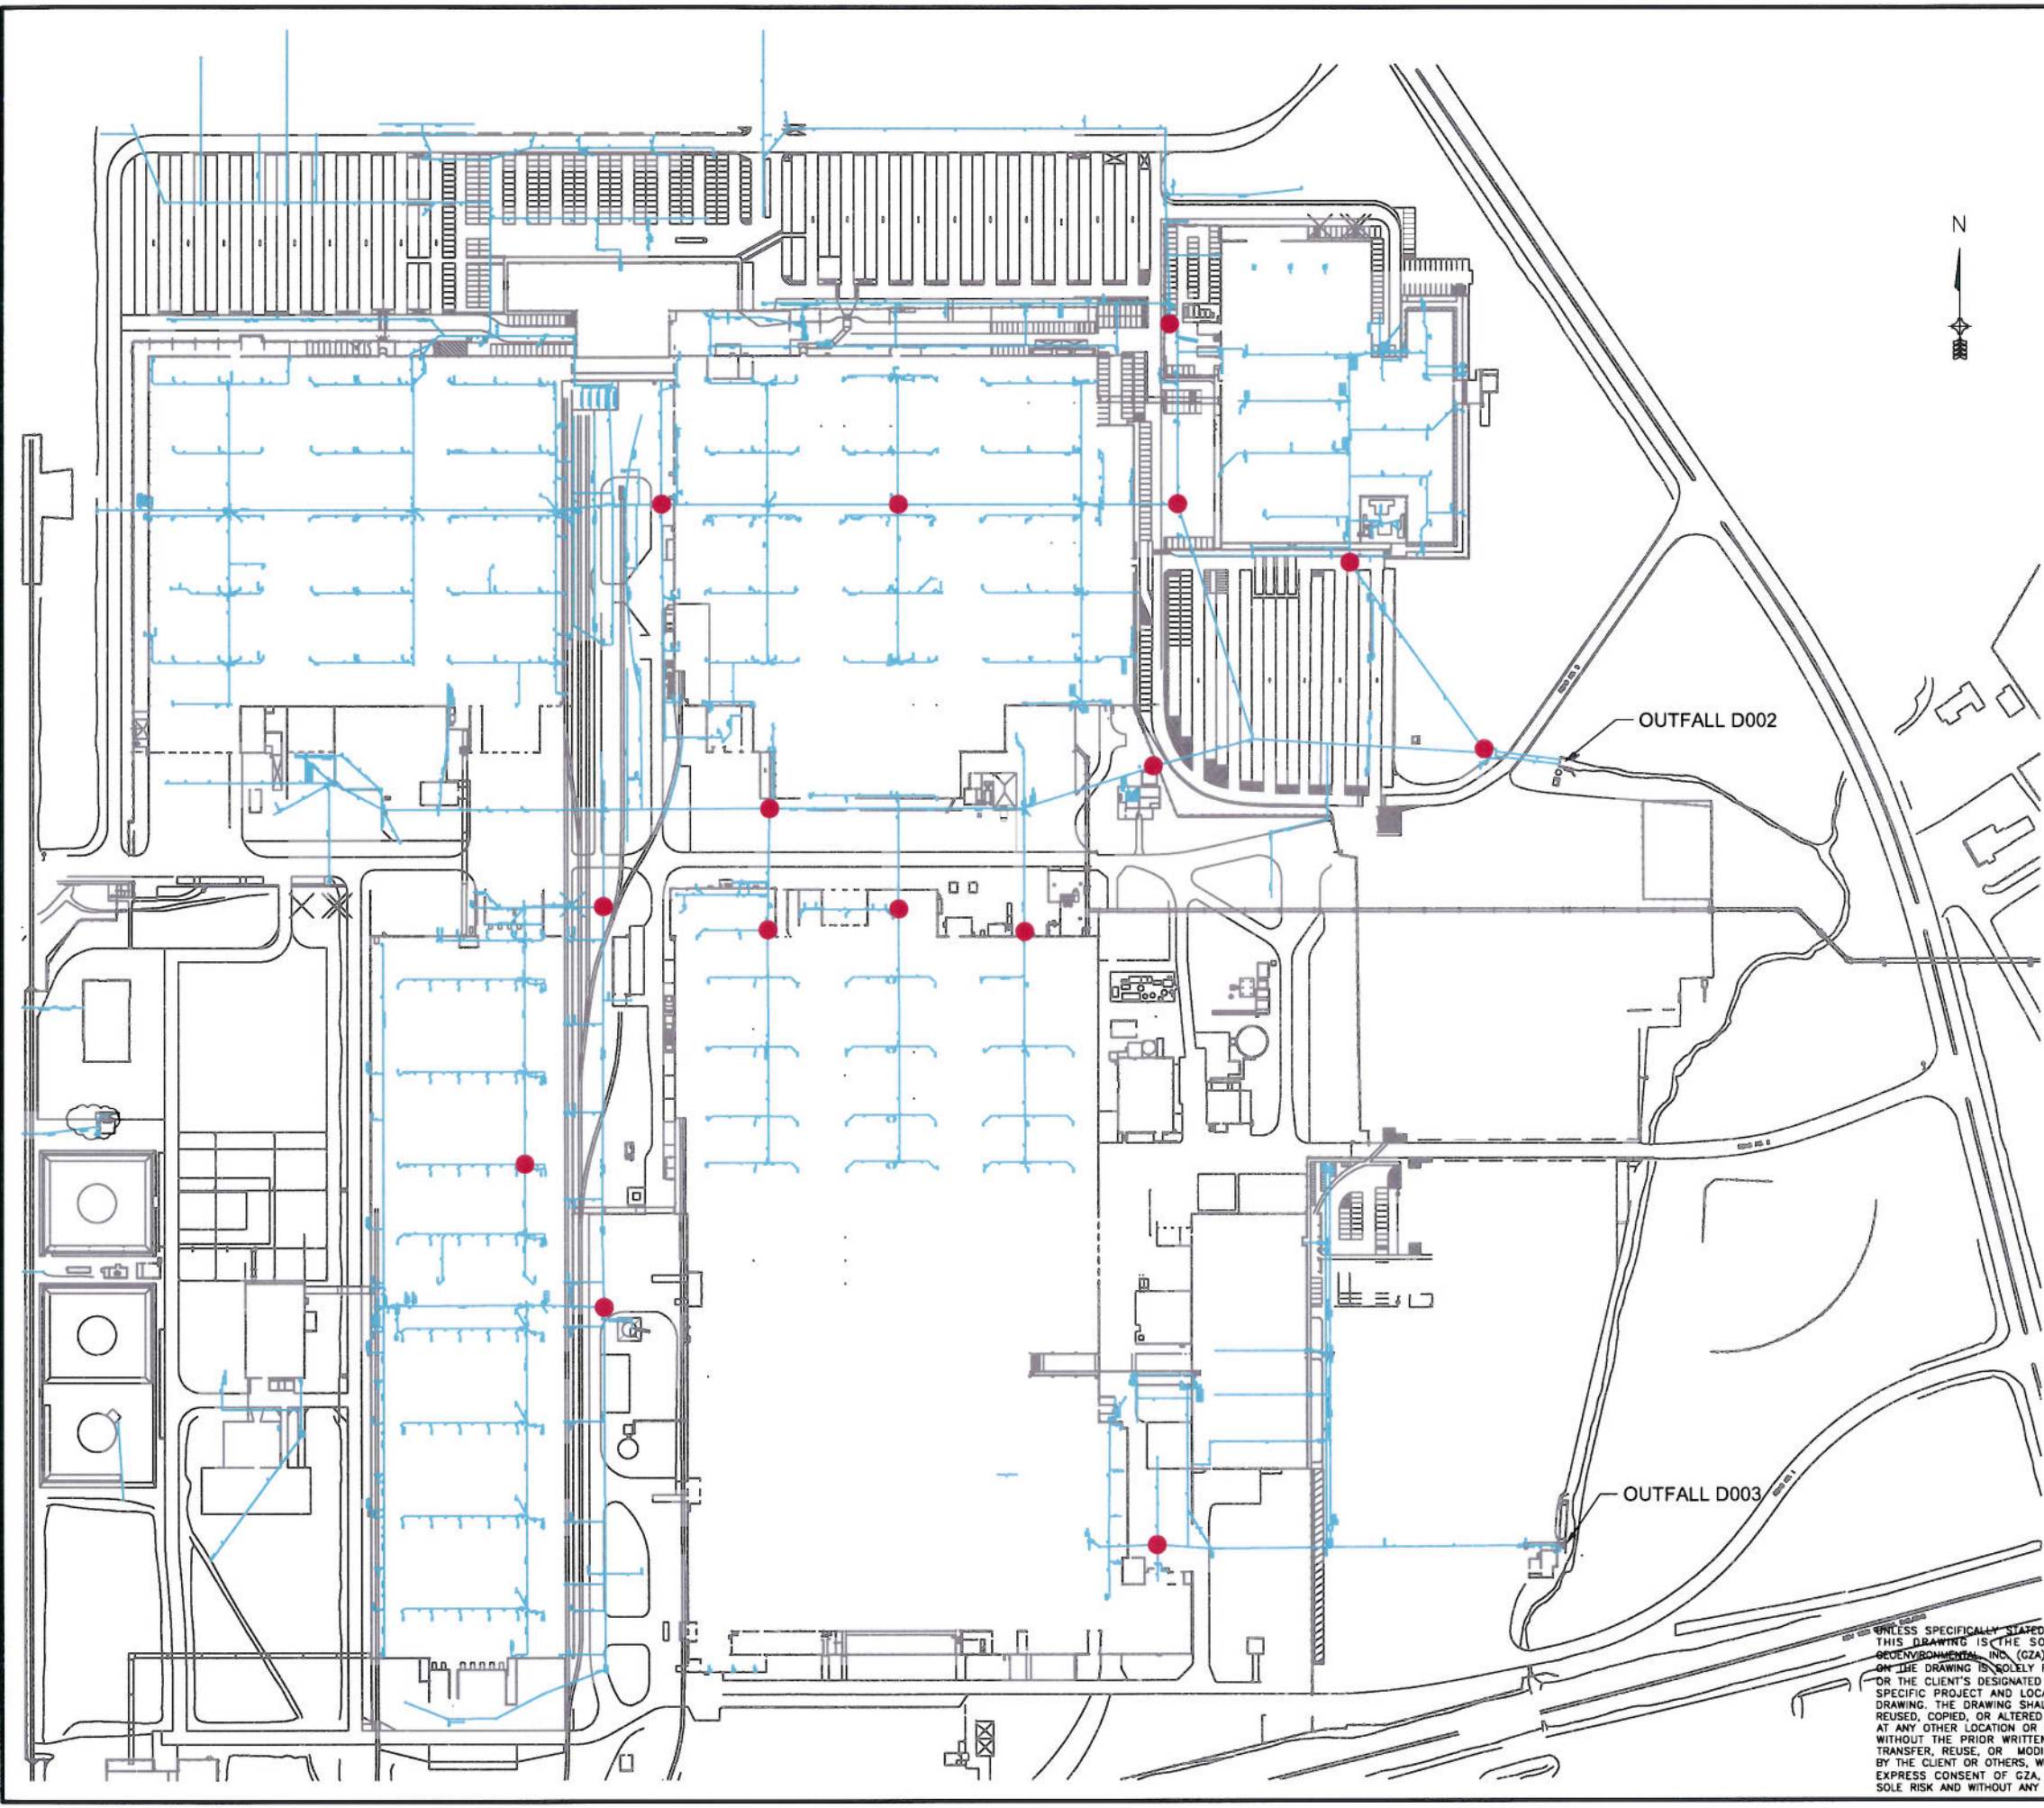 N
OUTFALL D002
OUTFALL D003
UNLESS SPECIFICALLY STATED
THIS DRAWING IS THE SO
GEOENVIRONMENTAL, INC. (GZA)
ON THE DRAWING IS SOLELY
OR THE CLIENT'S DESIGNATED
SPECIFIC PROJECT AND LOCA
DRAWING. THE DRAWING SHAL
REUSED, COPIED, OR ALTERED
AT ANY OTHER LOCATION OR
WITHOUT THE PRIOR WRITTEN
TRANSFER, REUSE, OR MODI
BY THE CLIENT OR OTHERS, W
EXPRESS CONSENT OF GZA,
SOLE RISK AND WITHOUT ANY